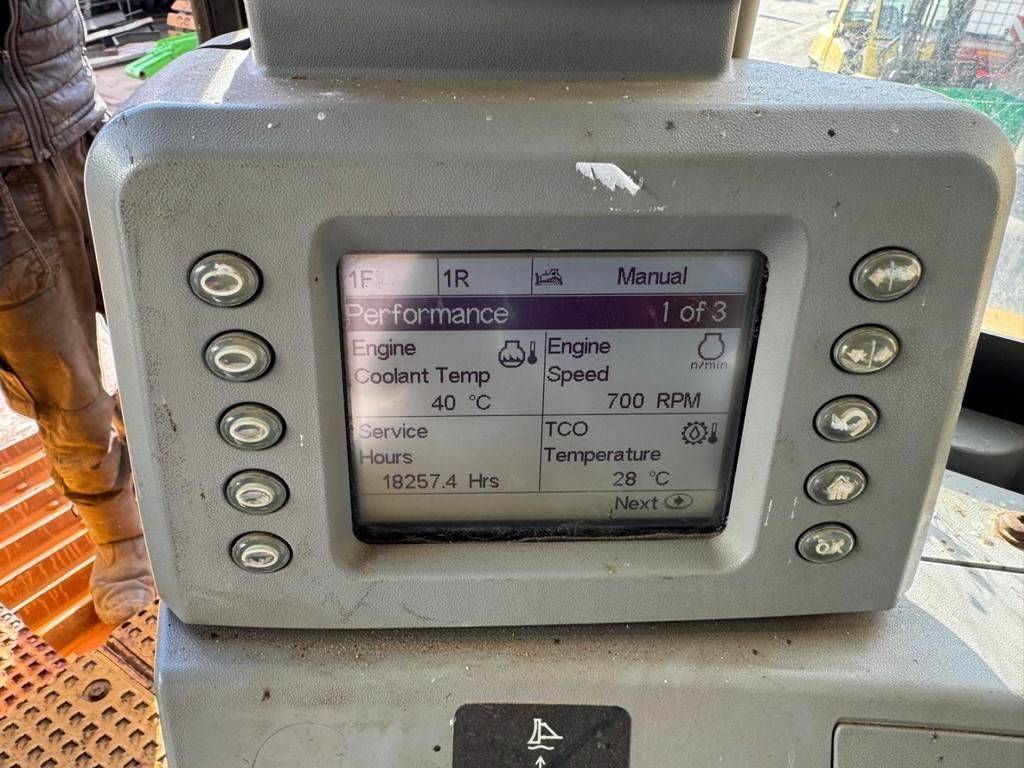 1F 1R Manual
Performance 1 of 3
Engine
Coolant Temp
40 °C
Engine
Speed
n/min
700 RPM
Service
Hours
18257.4 Hrs
TCO
Temperature
28 °C
Next
OK